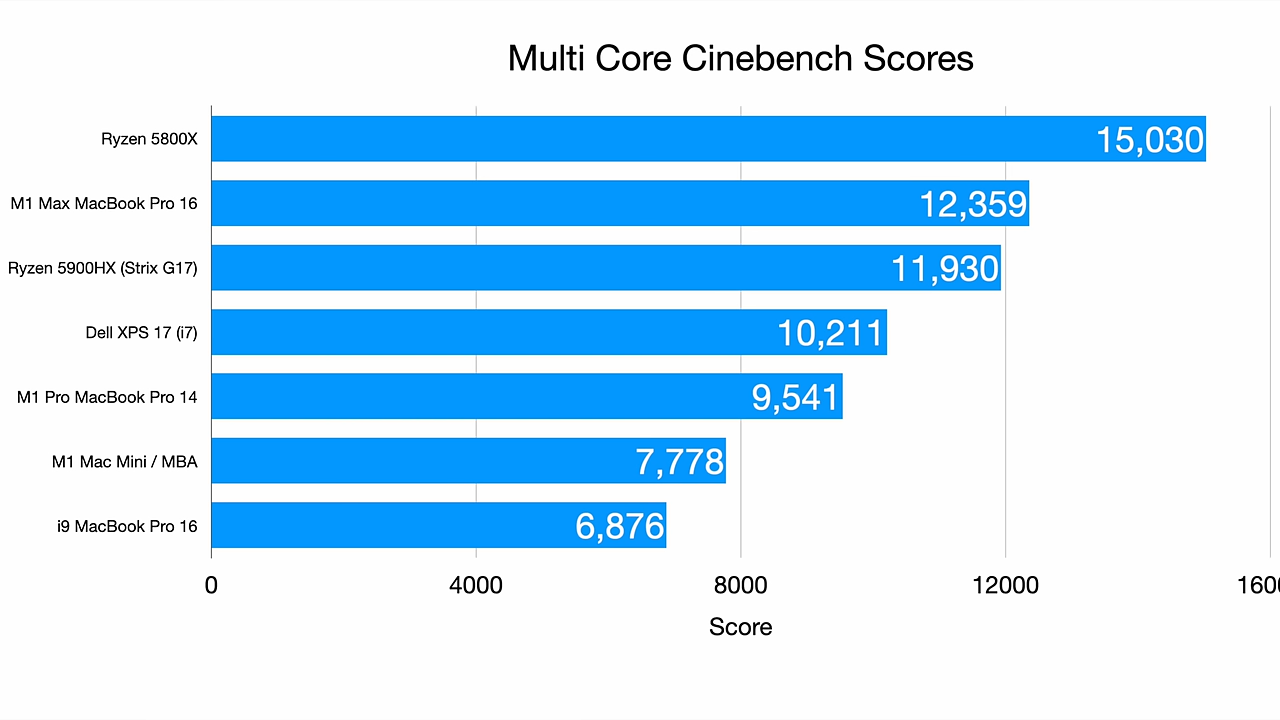 Multi Core Cinebench Scores
Ryzen 5800X 15,030
M1 Max MacBook Pro 16 12,359
Ryzen 5900HX (Strix G17) 11,930
Dell XPS 17 (i7) 10,211
M1 Pro MacBook Pro 14 9,541
M1 Mac Mini / MBA 7,778
i9 MacBook Pro 16 6,876
0 4000 8000 12000
Score